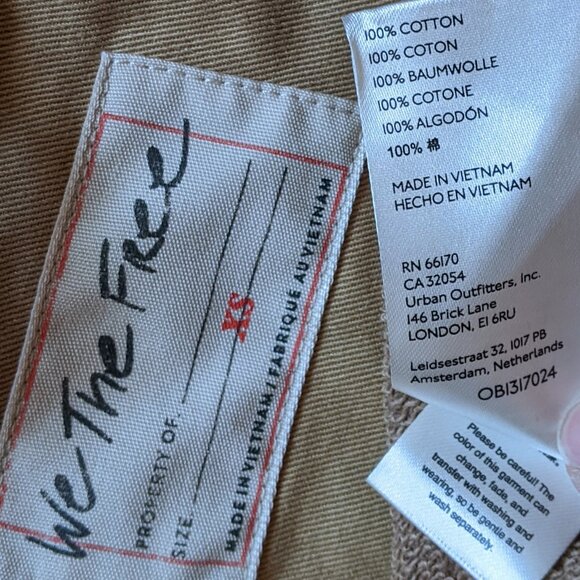 We The Free
PROPERTY OF.
SIZE XS
MADE IN VIETNAM / FABRIQUE AU VIETNAM
100% COTTON
100% COTON
100% BAUMWOLLE
100% COTONE
100% ALGODÓN
100% 棉
MADE IN VIETNAM
HECHO EN VIETNAM
RN 66170
CA 32054
Urban Outfitters, Inc.
146 Brick Lane
LONDON, E1 6RU
Leidsestraat 32, 1017 PB
Amsterdam, Netherlands
OB1317024
Please be careful! The
color of this garment can
change, fade, and
transfer with washing and
wearing, so be gentle and
wash separately.